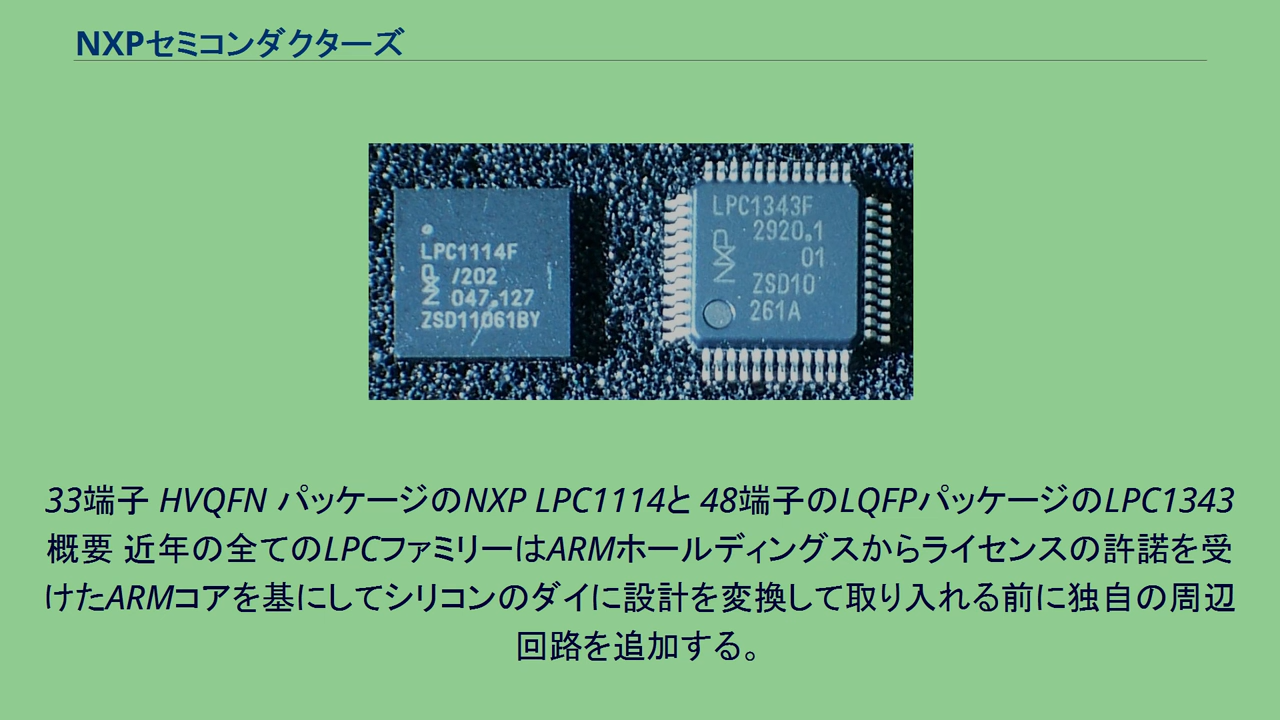 NXPセミコンダクターズ
LPC1114F
NXP /202
047.127
ZSD11061BY
LPC1343F
2920.1
NXP 01
ZSD10
261A
33端子 HVQFN パッケージのNXP LPC1114と 48端子のLQFPパッケージのLPC1343
概要 近年の全てのLPCファミリーはARMホールディングスからライセンスの許諾を受
けたARMコアを基にしてシリコンのダイに設計を変換して取り入れる前に独自の周辺
回路を追加する。